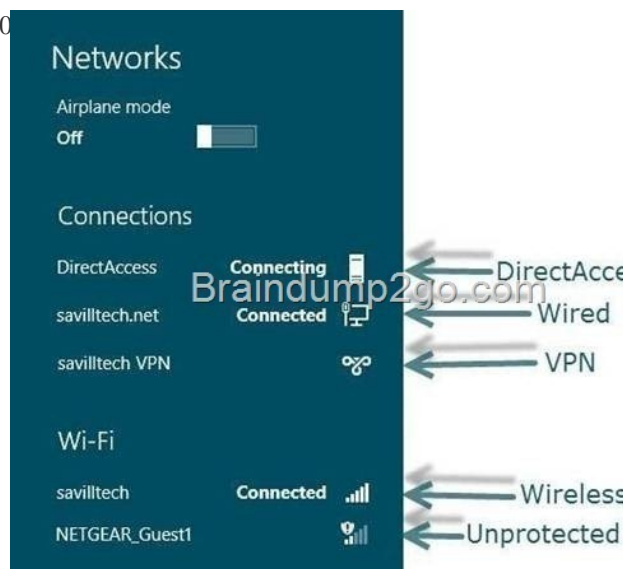 0
Networks
Airplane mode
Off
Connections
DirectAccess Connecting
DirectAcce
Braindump2go.com
savilltech.net Connected
Wired
savilltech VPN
VPN
Wi-Fi
savilltech Connected
Wireless
NETGEAR_Guest1
Unprotected